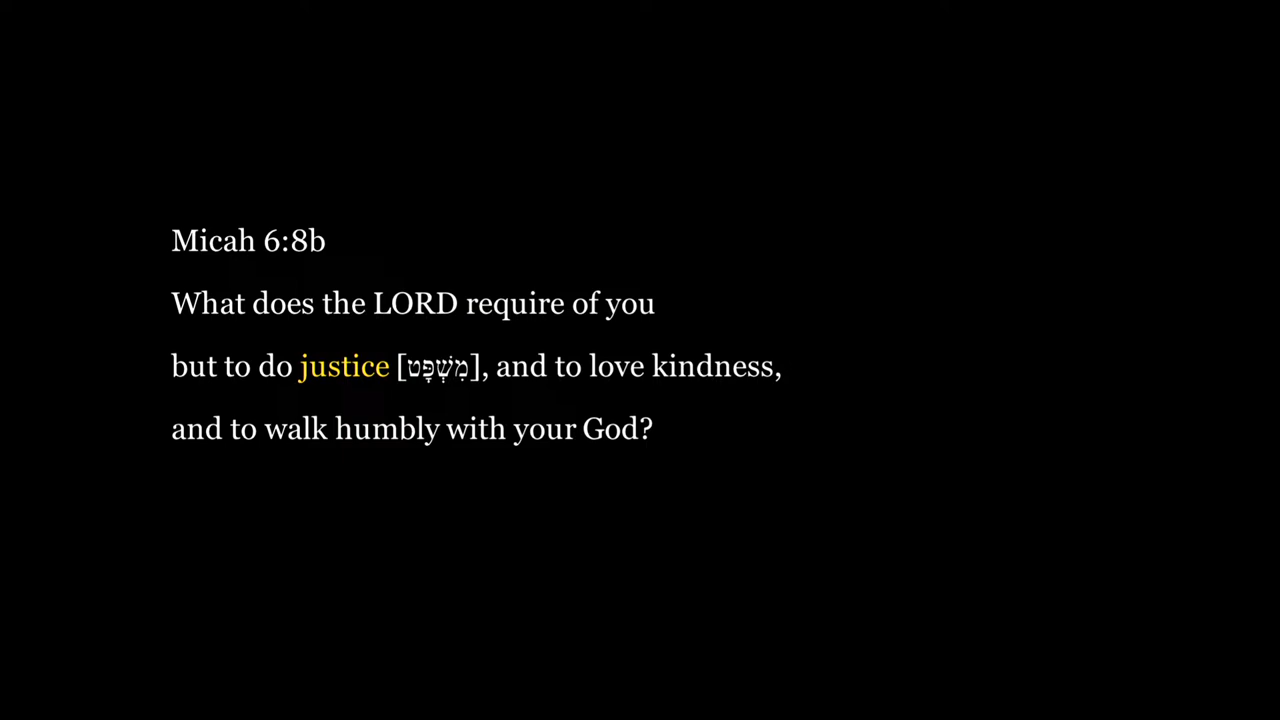 Micah 6:8b
What does the LORD require of you
but to do justice [מִשְׁפָּט], and to love kindness,
and to walk humbly with your God?